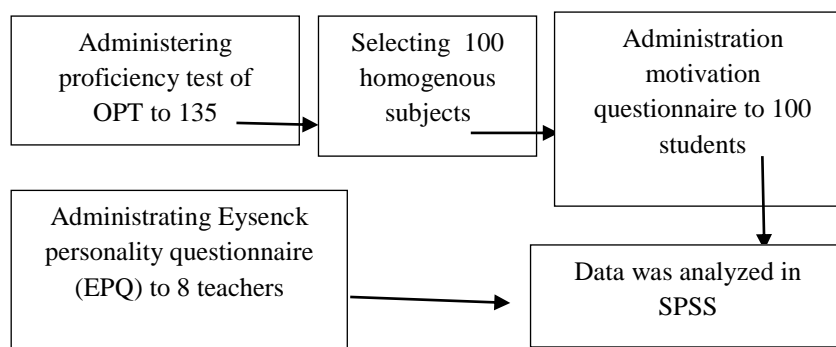 Administering
proficiency test of
OPT to 135
Selecting 100
homogenous
subjects
Administration
motivation
questionnaire to 100
students
Administrating Eysenck
personality questionnaire
(EPQ) to 8 teachers
Data was analyzed in
SPSS